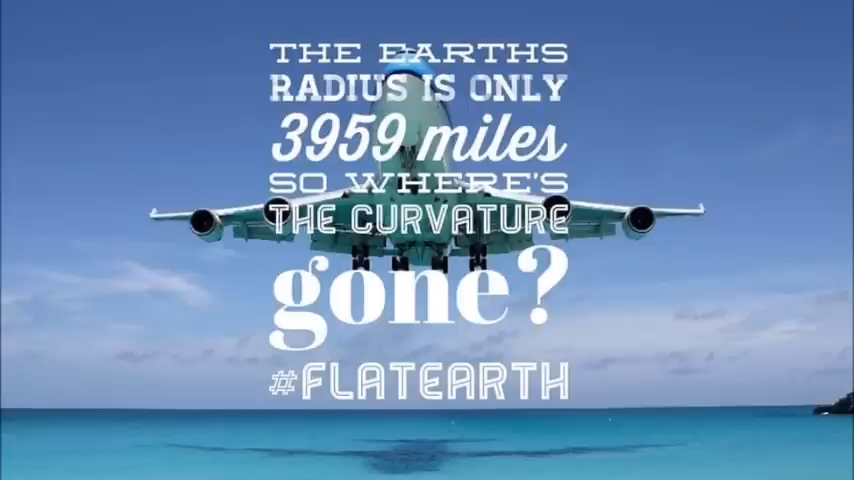 THE EARTHS
RADIUS IS ONLY
3959 miles
SO WHERE'S
THE CURVATURE
gone?
#FLATEARTH